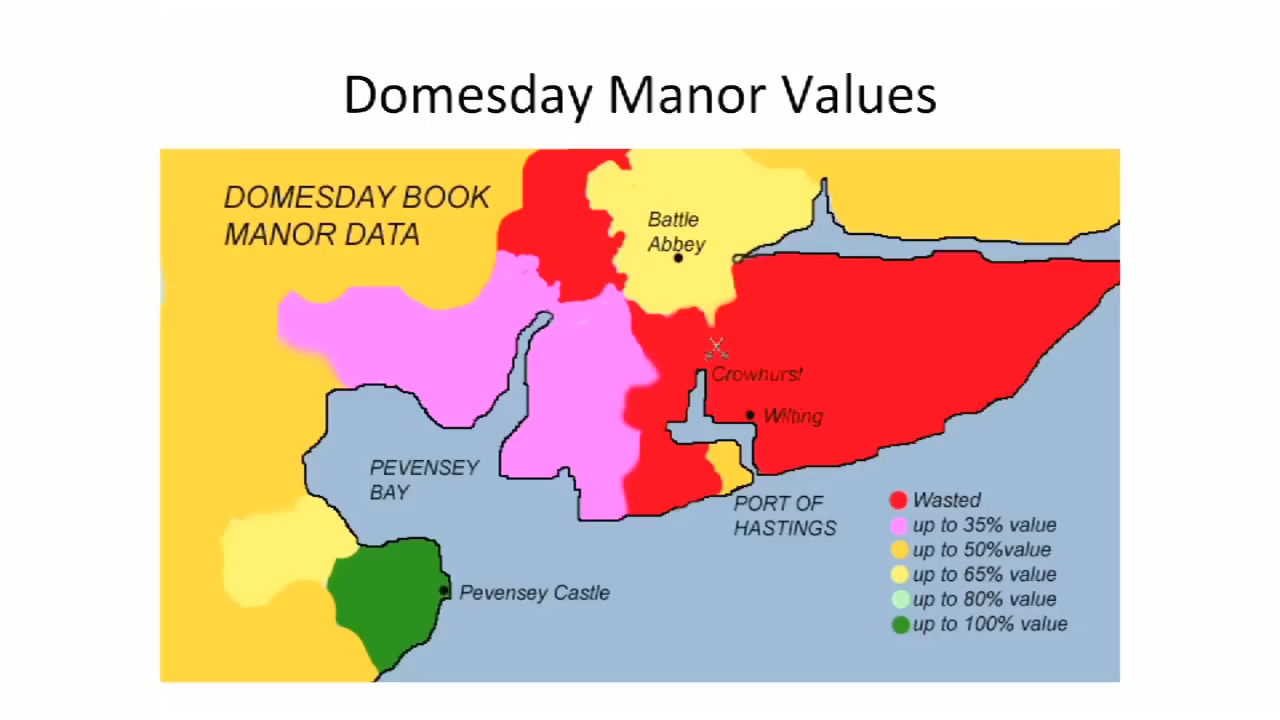 Domesday Manor Values
DOMESDAY BOOK
MANOR DATA
Battle
Abbey
Crowhurst
Wilting
PEVENSEY
BAY
PORT OF
HASTINGS
Pevensey Castle
Wasted
up to 35% value
up to 50%value
up to 65% value
up to 80% value
up to 100% value